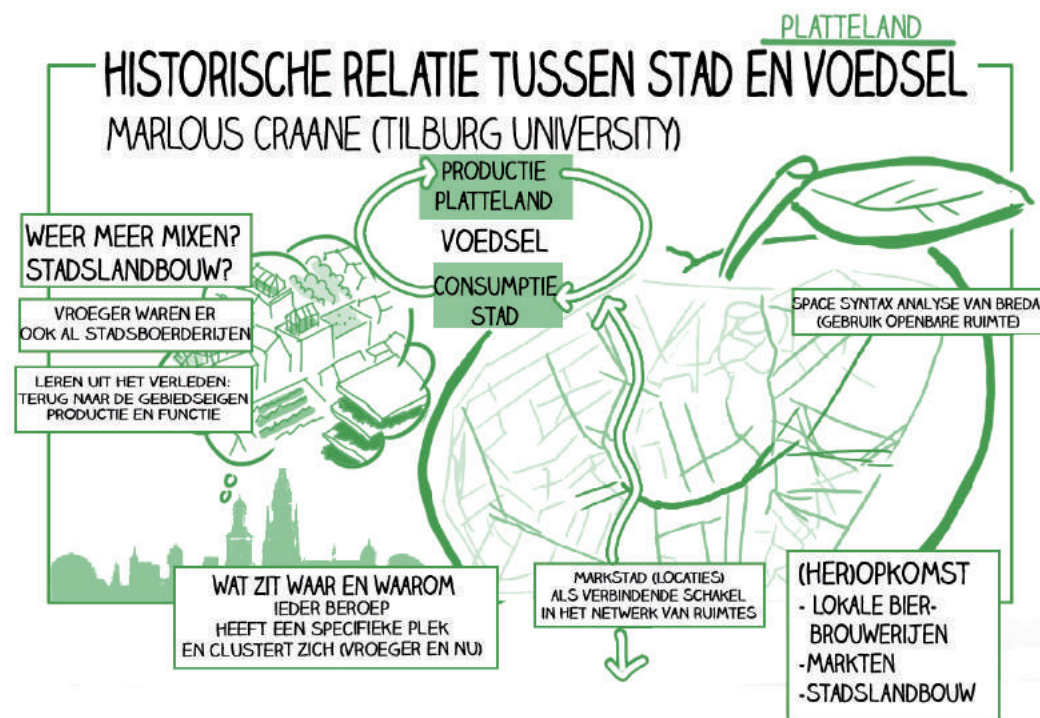 PLATTELAND
HISTORISCHE RELATIE TUSSEN STAD EN VOEDSEL
MARLOUS CRAANE (TILBURG UNIVERSITY)
PRODUCTIE
PLATTELAND
VOEDSEL
CONSUMPTIE
STAD
WEER MEER MIXEN?
STADSLANDBOUW?
VROEGER WAREN ER
OOK AL STADSBOERDERIJEN
LEREN UIT HET VERLEDEN:
TERUG NAAR DE GEBIEDSEIGEN
PRODUCTIE EN FUNCTIE
SPACE SYNTAX ANALYSE VAN BREDA
(GEBRUIK OPENBARE RUIMTE)
WAT ZIT WAAR EN WAAROM
IEDER BEROEP
HEEFT EEN SPECIFIEKE PLEK
EN CLUSTERT ZICH (VROEGER EN NU)
MARKSTAD (LOCATIES)
ALS VERBINDENDE SCHAKEL
IN HET NETWERK VAN RUIMTES
(HER)OPKOMST
- LOKALE BIER-
BROUWERIJEN
-MARKTEN
-STADSLANDBOUW